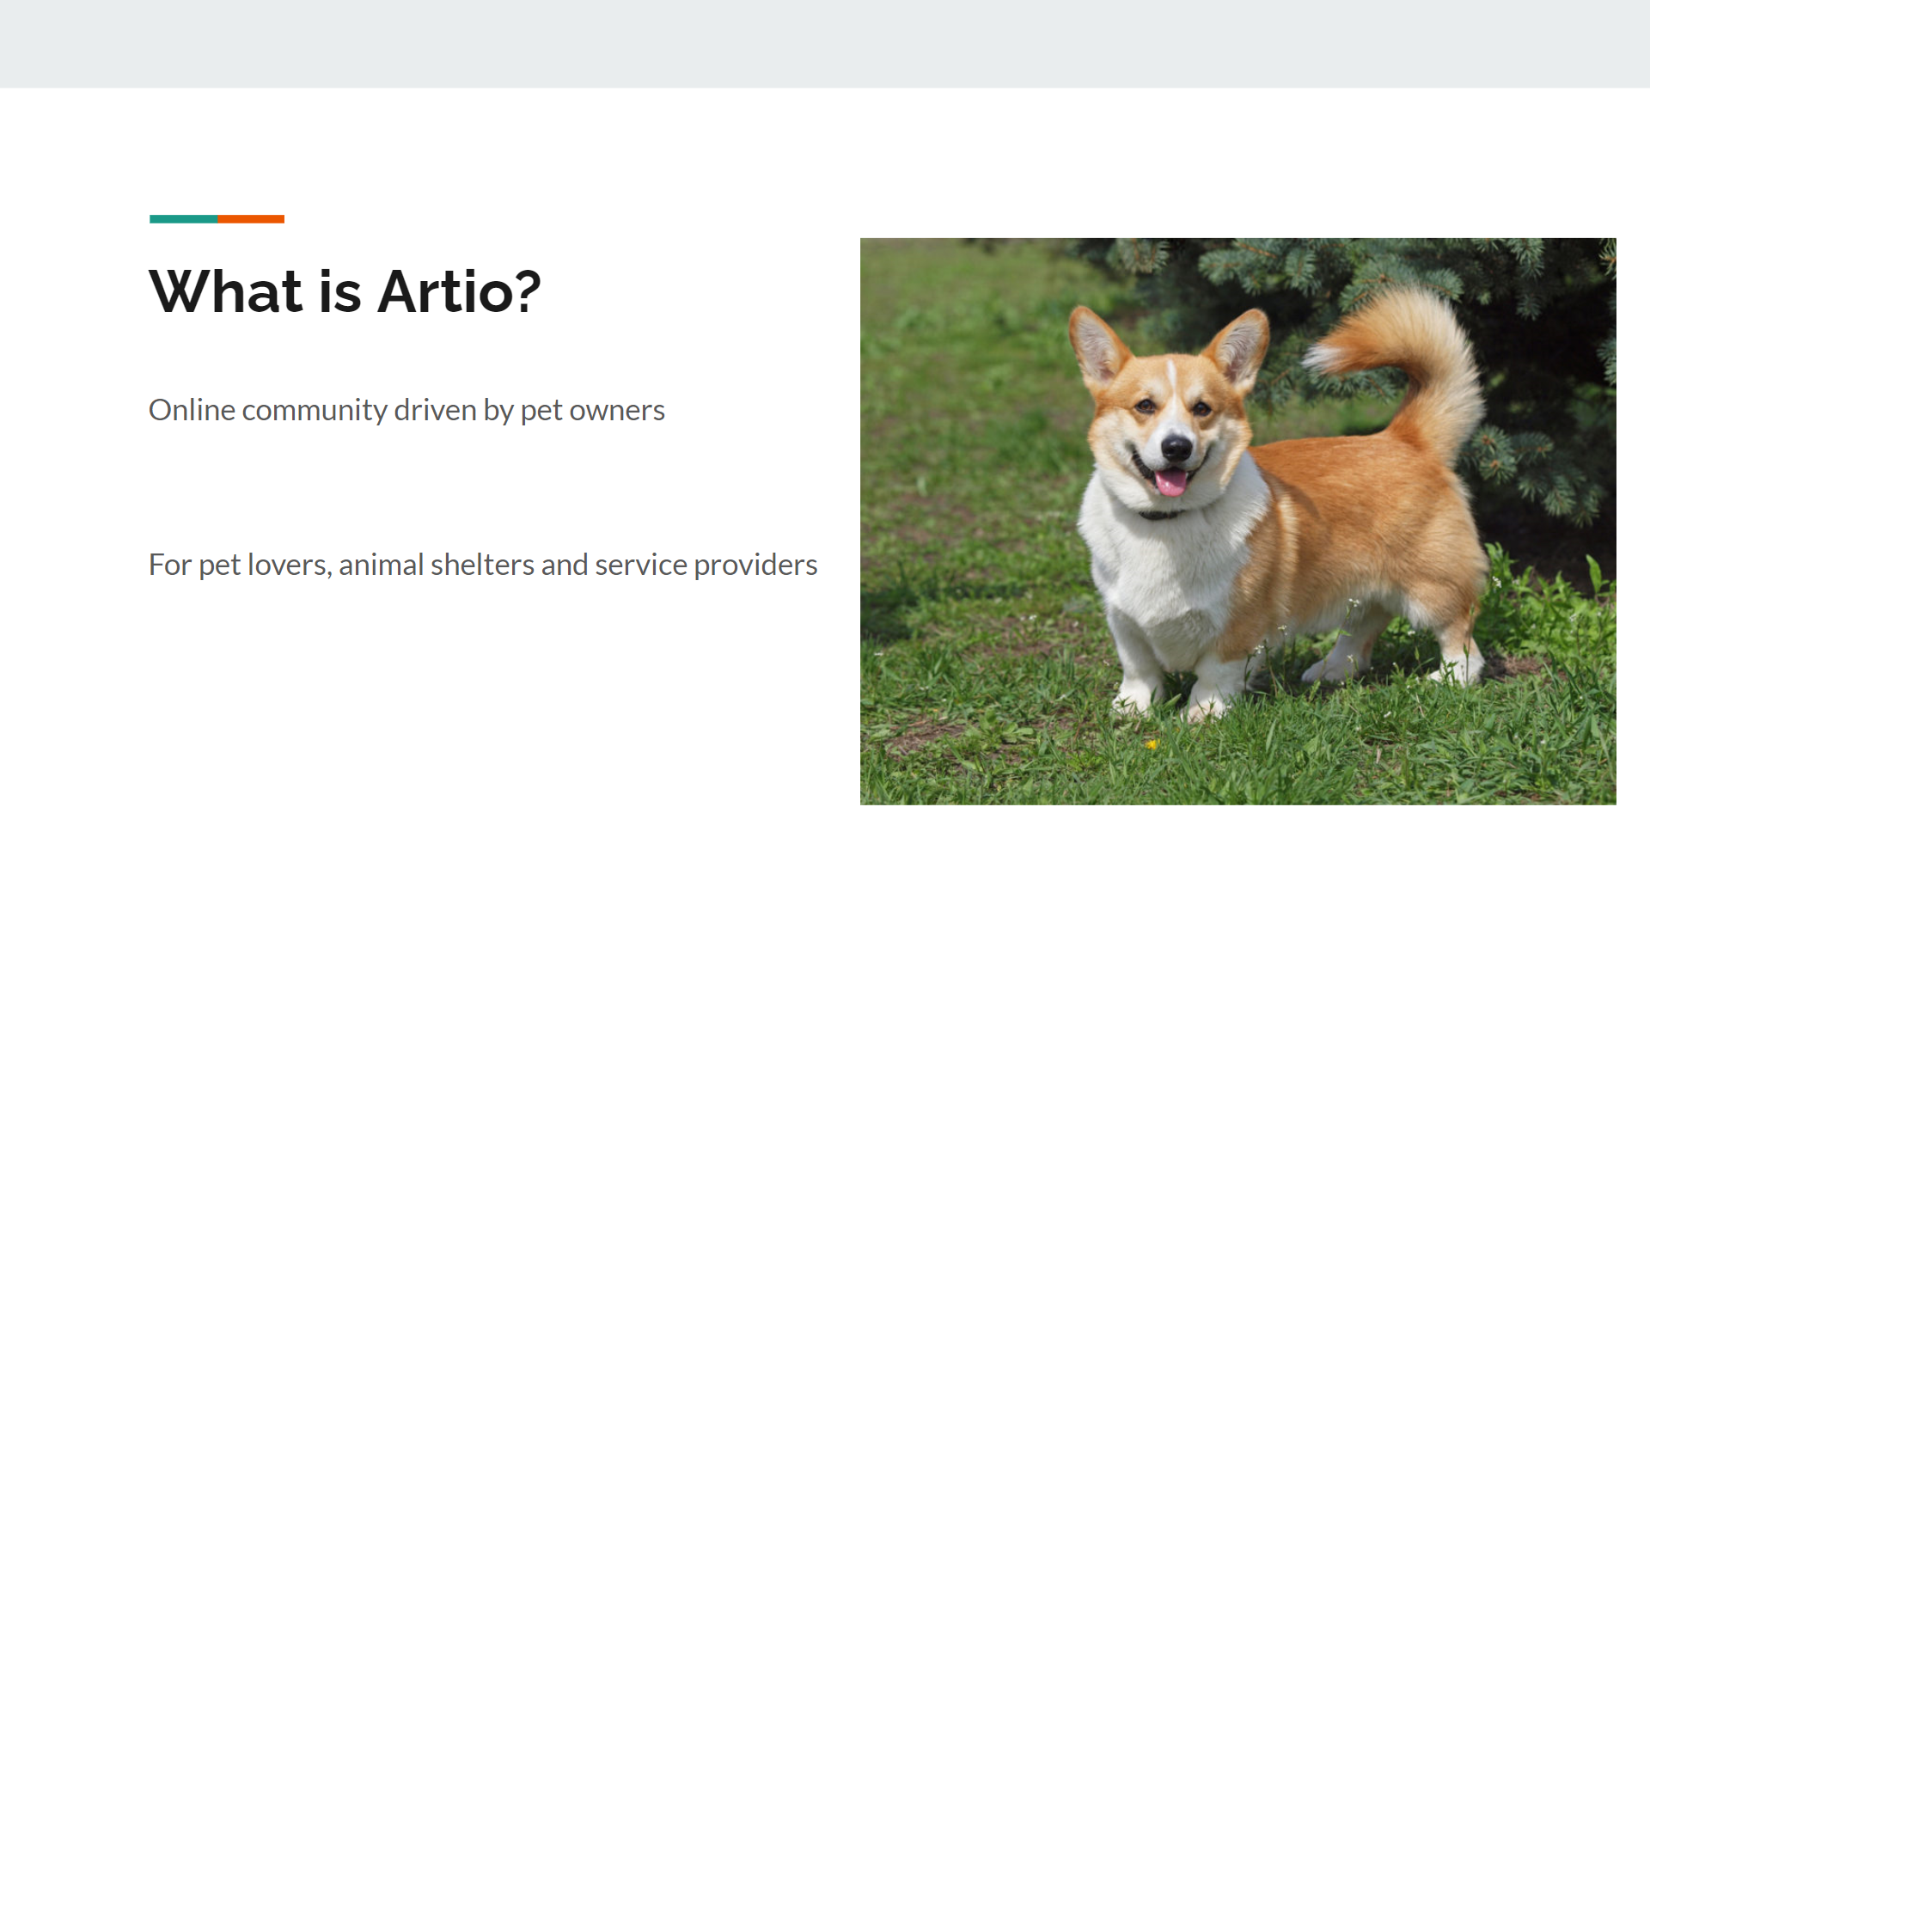 What is Artio?
Online community driven by pet owners
For pet lovers, animal shelters and service providers